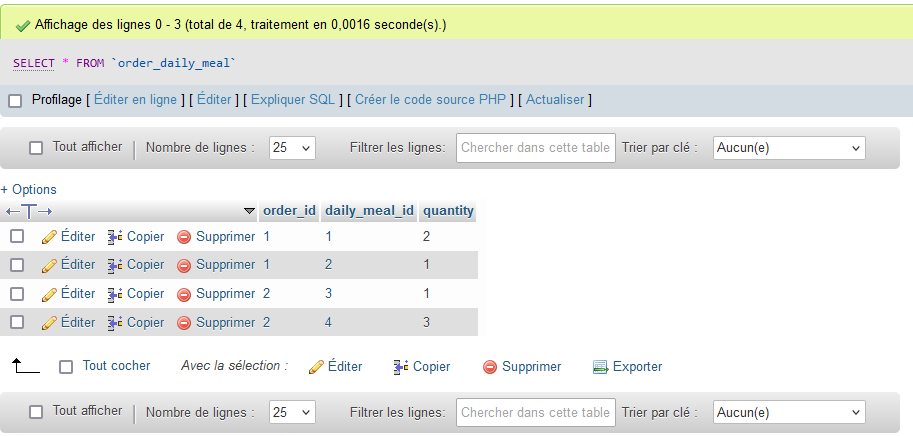 Affichage des lignes 0 - 3 (total de 4, traitement en 0,0016 seconde(s).)
SELECT * FROM `order_daily_meal`
Profilage [ Éditer en ligne ] [ Éditer ] [ Expliquer SQL ] [ Créer le code source PHP ] [ Actualiser ]
Tout afficher Nombre de lignes : 25 Filtrer les lignes: Chercher dans cette table Trier par clé : Aucun(e)
+ Options
order_id daily_meal_id quantity
Éditer Copier Supprimer 1 1 2
Éditer Copier Supprimer 1 2 1
Éditer Copier Supprimer 2 3 1
Éditer Copier Supprimer 2 4 3
Tout cocher Avec la sélection : Éditer Copier Supprimer Exporter
Tout afficher Nombre de lignes : 25 Filtrer les lignes: Chercher dans cette table Trier par clé : Aucun(e)